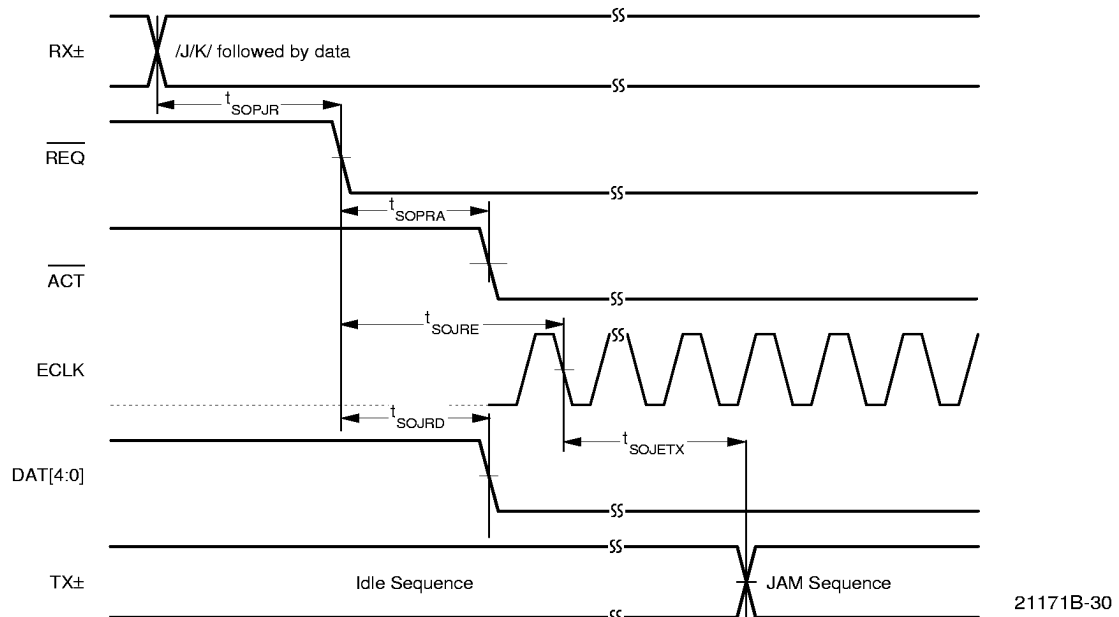 RX±
/J/K/ followed by data
tSOPJR
REQ
tSOPRA
ACT
tSOJRE
ECLK
tSOJRD
tSOJETX
DAT[4:0]
TX±
Idle Sequence
JAM Sequence
21171B-30